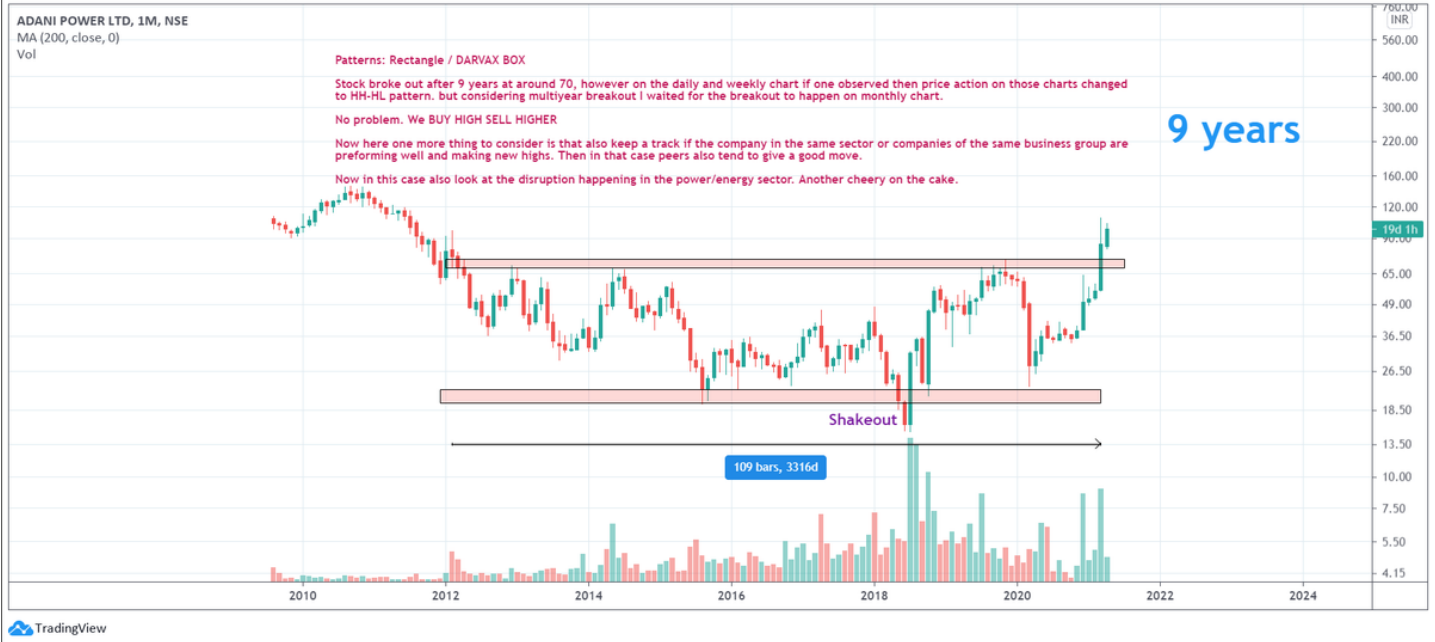 ADANI POWER LTD, 1M, NSE
MA (200, close, 0)
Vol
Patterns: Rectangle / DARVAX BOX
Stock broke out after 9 years at around 70, however on the daily and weekly chart if one observed then price action on those charts changed
to HH-HL pattern. but considering multiyear breakout I waited for the breakout to happen on monthly chart.
No problem. We BUY HIGH SELL HIGHER
Now here one more thing to consider is that also keep a track if the company in the same sector or companies of the same business group are
preforming well and making new highs. Then in that case peers also tend to give a good move.
Now in this case also look at the disruption happening in the power/energy sector. Another cheery on the cake.
9 years
Shakeout
109 bars, 3316d
760.00
INR
560.00
400.00
300.00
220.00
160.00
120.00
19d 1h
90.00
65.00
49.00
36.50
26.50
18.50
13.50
10.00
7.50
5.50
4.15
2010
2012
2014
2016
2018
2020
2022
2024
TradingView